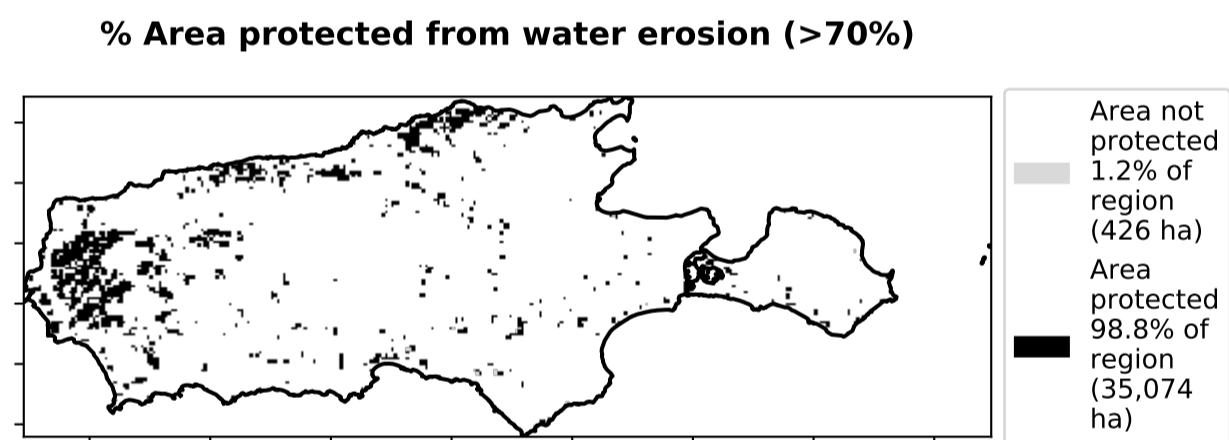 % Area protected from water erosion (>70%)
Area not
protected
1.2% of
region
(426 ha)
Area
protected
98.8% of
region
(35,074
ha)